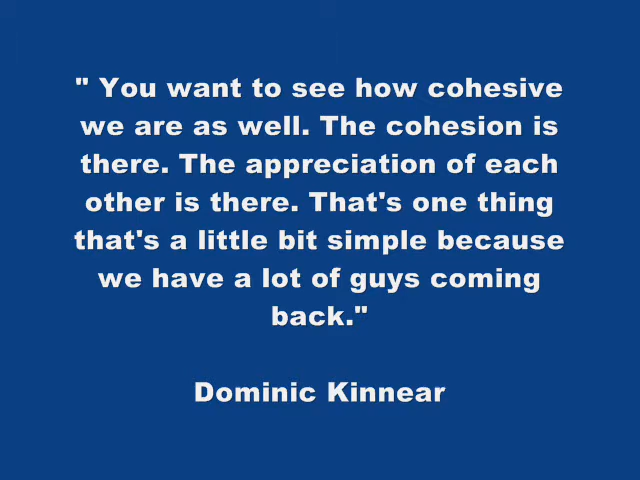 " You want to see how cohesive
we are as well. The cohesion is
there. The appreciation of each
other is there. That's one thing
that's a little bit simple because
we have a lot of guys coming
back."
Dominic Kinnear